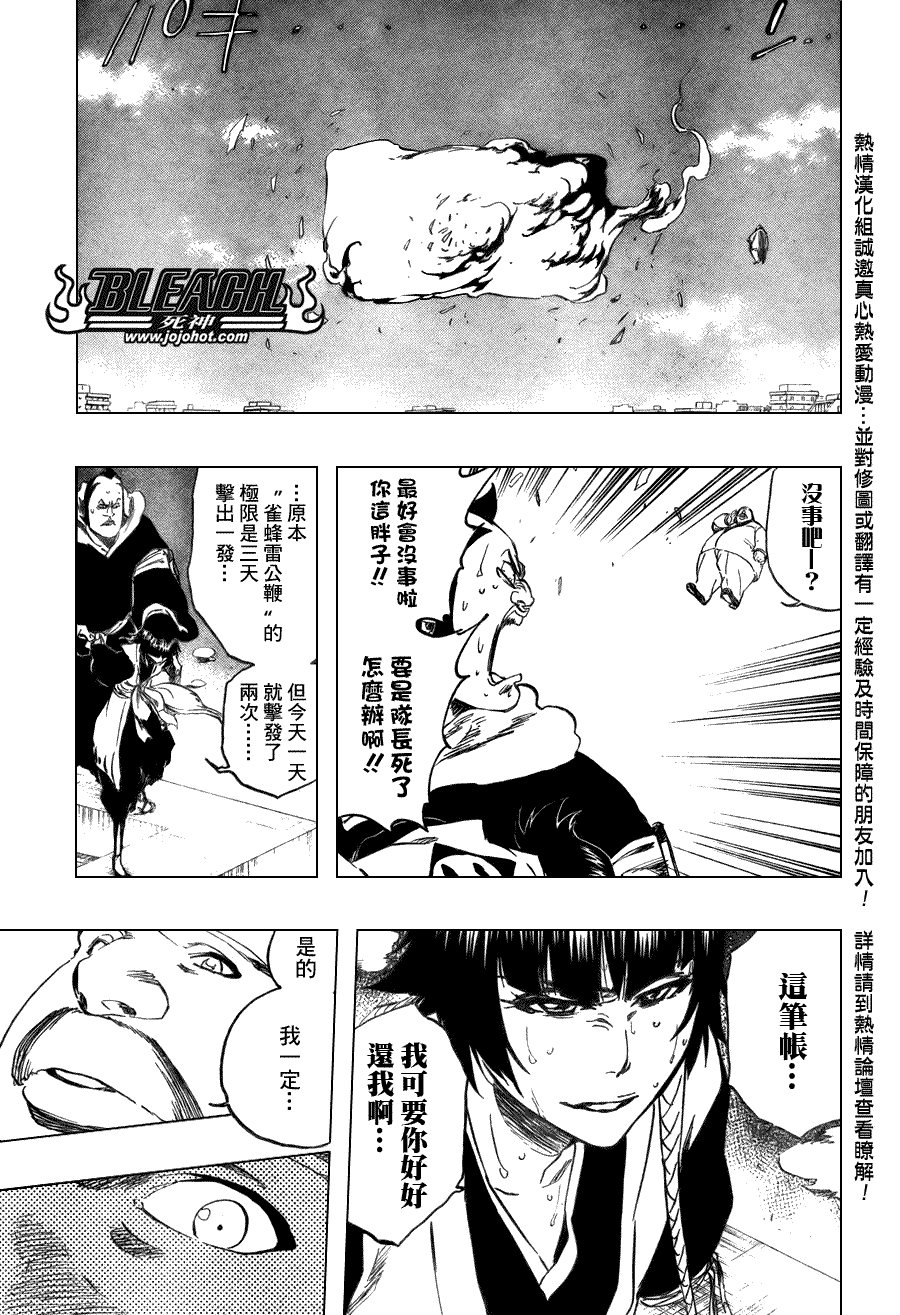 パキ
BLEACH
死神
www.jojohot.com
沒事吧—?
最好會沒事啦
你這胖子!!
要是隊長死了
怎麼辦啊!!
…原本
〝雀蜂雷公鞭〞的
極限是三天
擊出一發…
但今天一天
就擊發了
兩次……
這筆帳…
我可要你好好
還我啊…
是的
我一定…
熱情漢化組誠邀真心熱愛動漫…並對修圖或翻譯有一定經驗及時間保障的朋友加入!
詳情請到熱情論壇查看瞭解!